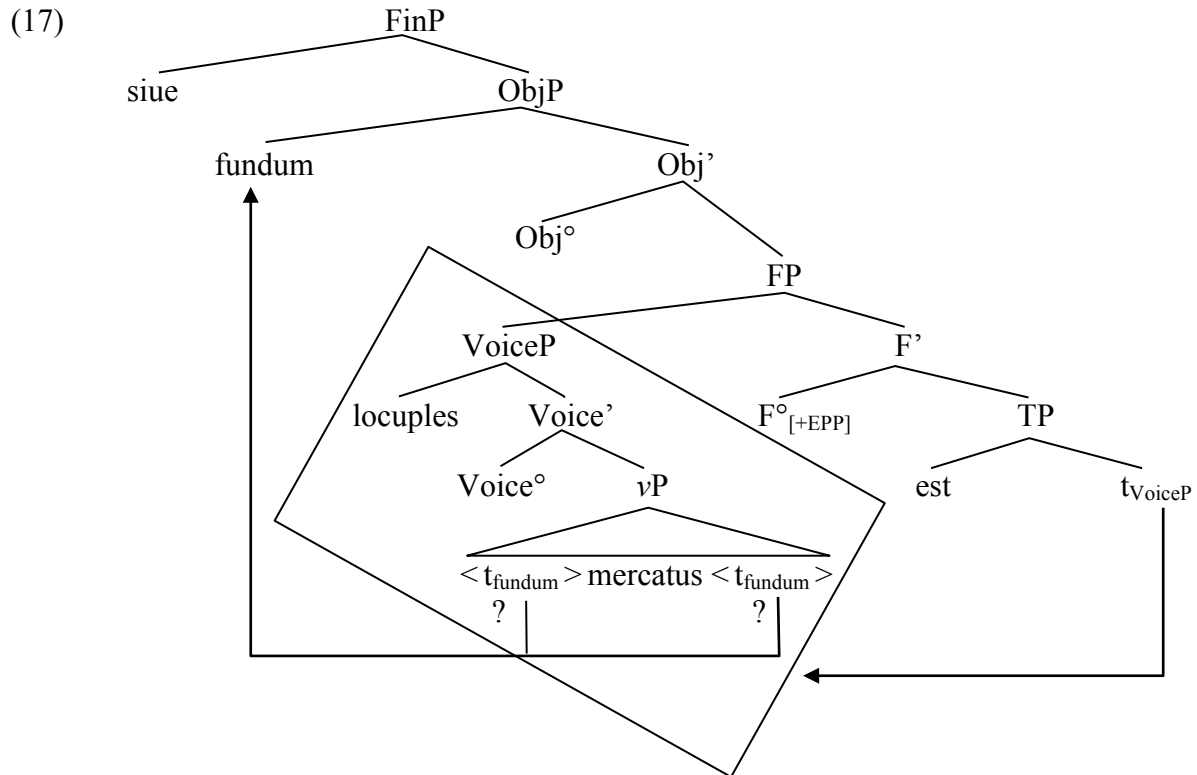 (17) FinP
siue ObjP
fundum Obj’
Obj° FP
VoiceP F’
locuples Voice’ F°[+EPP] TP
Voice° vP est tVoiceP
< tfundum > mercatus < tfundum >
? ?